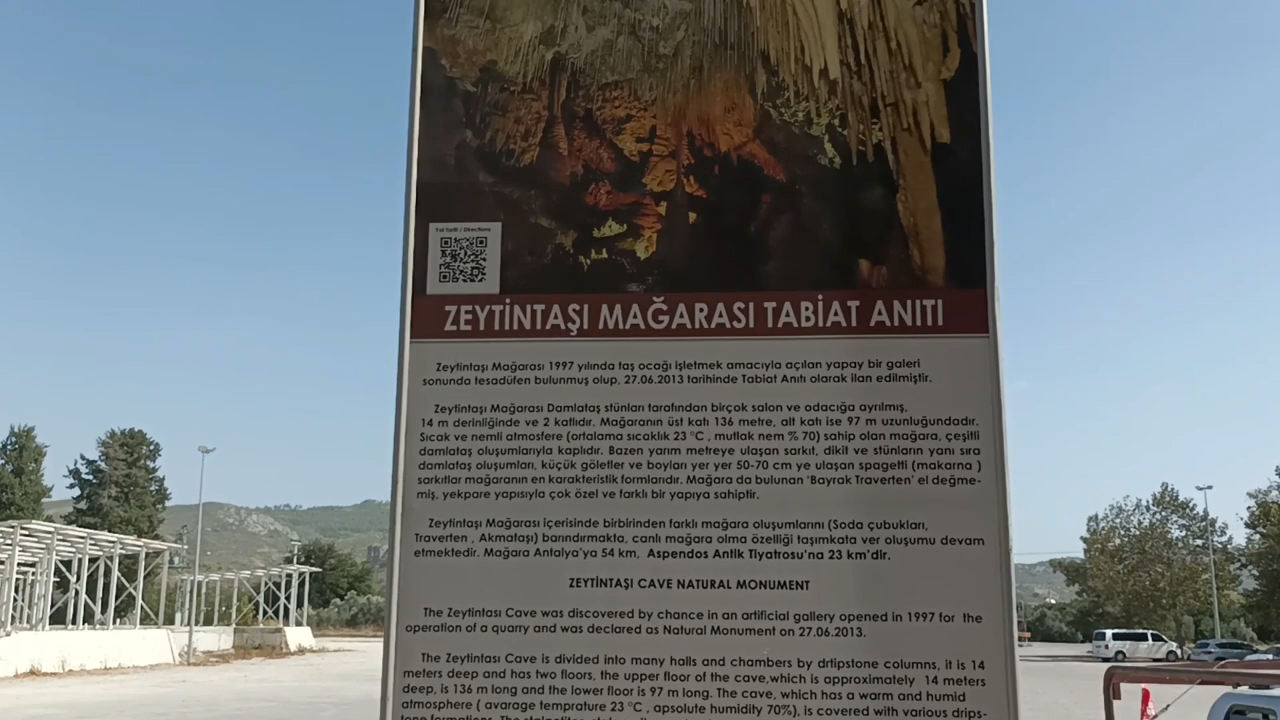 Yol Tarifi / Directions
ZEYTİNTAŞI MAĞARASI TABİAT ANITI
Zeytintaşı Mağarası 1997 yılında taş ocağı işletmek amacıyla açılan yapay bir galeri
sonunda tesadüfen bulunmuş olup, 27.06.2013 tarihinde Tabiat Anıtı olarak ilan edilmiştir.
Zeytintaşı Mağarası Damlataş stünları tarafından birçok salon ve odacığa ayrılmış,
14 m derinliğinde ve 2 katlıdır. Mağaranın üst katı 136 metre, alt katı ise 97 m uzunluğundadır.
Sıcak ve nemli atmosfere (ortalama sıcaklık 23 °C , mutlak nem % 70) sahip olan mağara, çeşitli
damlataş oluşumlarıyla kaplıdır. Bazen yarım metreye ulaşan sarkıt, dikit ve stünların yanı sıra
damlataş oluşumları, küçük göletler ve boyları yer yer 50-70 cm ye ulaşan spagetti (makarna )
sarkıtlar mağaranın en karakteristik formlarıdır. Mağara da bulunan 'Bayrak Traverten' el değme-
miş, yekpare yapısıyla çok özel ve farklı bir yapıya sahiptir.
Zeytintaşı Mağarası içerisinde birbirinden farklı mağara oluşumlarını (Soda çubukları,
Traverten , Akmataşı) barındırmakta, canlı mağara olma özelliği taşımkata ver oluşumu devam
etmektedir. Mağara Antalya'ya 54 km, Aspendos Antik Tiyatrosu'na 23 km'dir.
ZEYTİNTAŞI CAVE NATURAL MONUMENT
The Zeytintası Cave was discovered by chance in an artificial gallery opened in 1997 for the
operation of a quarry and was declared as Natural Monument on 27.06.2013.
The Zeytintası Cave is divided into many halls and chambers by drtipstone columns, it is 14
meters deep and has two floors, the upper floor of the cave,which is approximately 14 meters
deep, is 136 m long and the lower floor is 97 m long. The cave, which has a warm and humid
atmosphere ( avarage temprature 23 °C , apsolute humidity 70%), is covered with various drips-